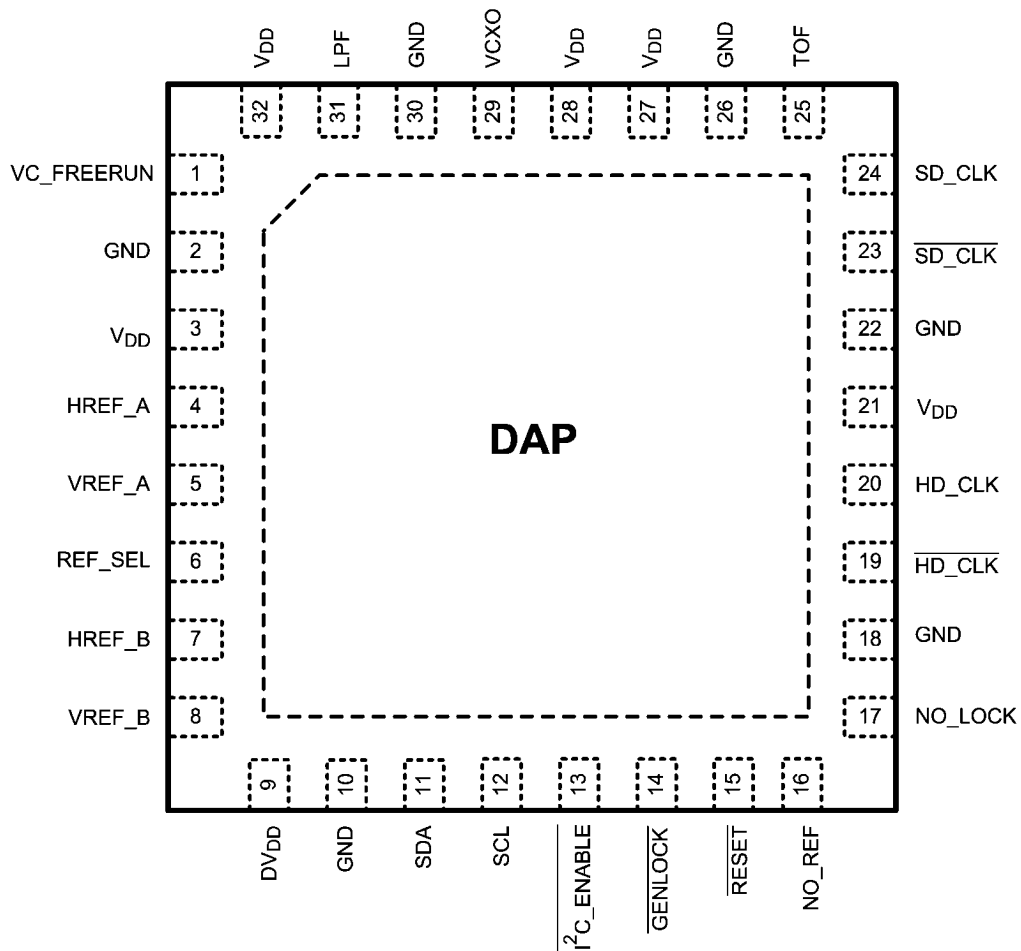 VDD
LPF
GND
VCXO
VDD
VDD
GND
TOF
32
31
30
29
28
27
26
25
VC_FREERUN 1
GND 2
VDD 3
HREF_A 4
VREF_A 5
REF_SEL 6
HREF_B 7
VREF_B 8
DAP
24 SD_CLK
23 SD_CLK
22 GND
21 VDD
20 HD_CLK
19 HD_CLK
18 GND
17 NO_LOCK
9
10
11
12
13
14
15
16
DVDD
GND
SDA
SCL
I²C_ENABLE
GENLOCK
RESET
NO_REF